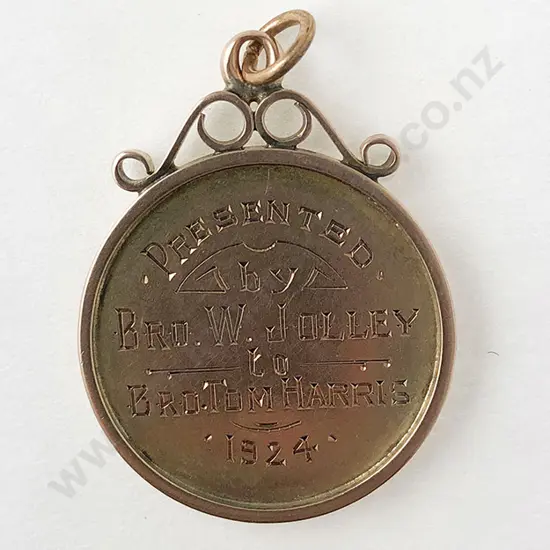 PRESENTED
by
BRO. W. JOLLEY
to
BRO. TOM HARRIS
1924